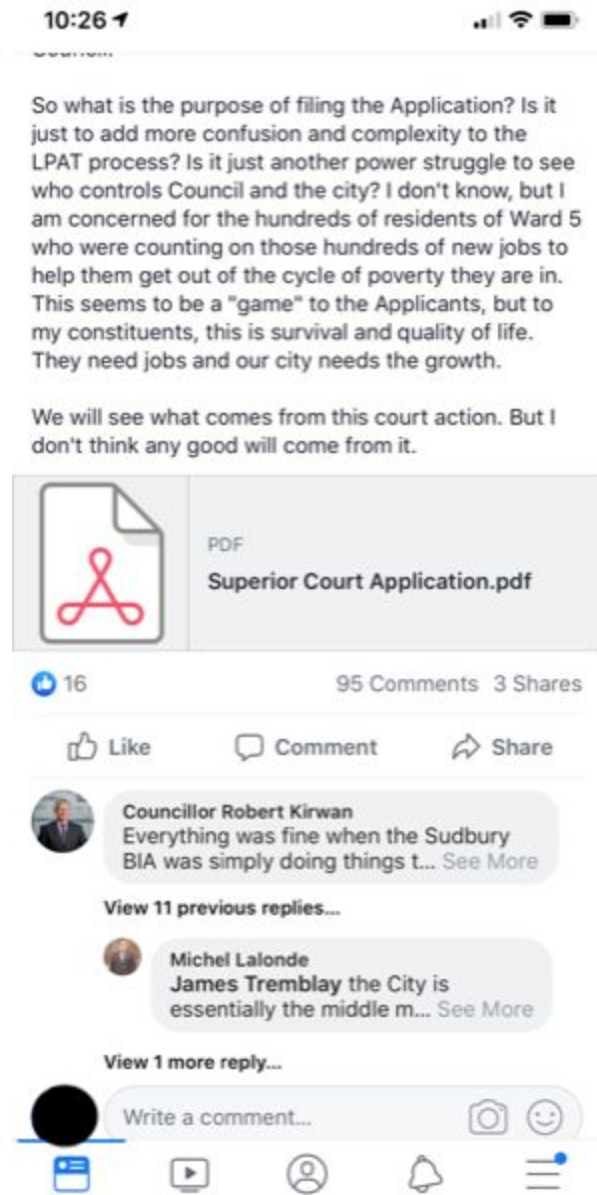 10:26
So what is the purpose of filing the Application? Is it
just to add more confusion and complexity to the
LPAT process? Is it just another power struggle to see
who controls Council and the city? I don't know, but I
am concerned for the hundreds of residents of Ward 5
who were counting on those hundreds of new jobs to
help them get out of the cycle of poverty they are in.
This seems to be a "game" to the Applicants, but to
my constituents, this is survival and quality of life.
They need jobs and our city needs the growth.
We will see what comes from this court action. But I
don't think any good will come from it.
PDF
Superior Court Application.pdf
16
95 Comments 3 Shares
Like
Comment
Share
Councillor Robert Kirwan
Everything was fine when the Sudbury
BIA was simply doing things t... See More
View 11 previous replies...
Michel Lalonde
James Tremblay the City is
essentially the middle m... See More
View 1 more reply...
Write a comment...